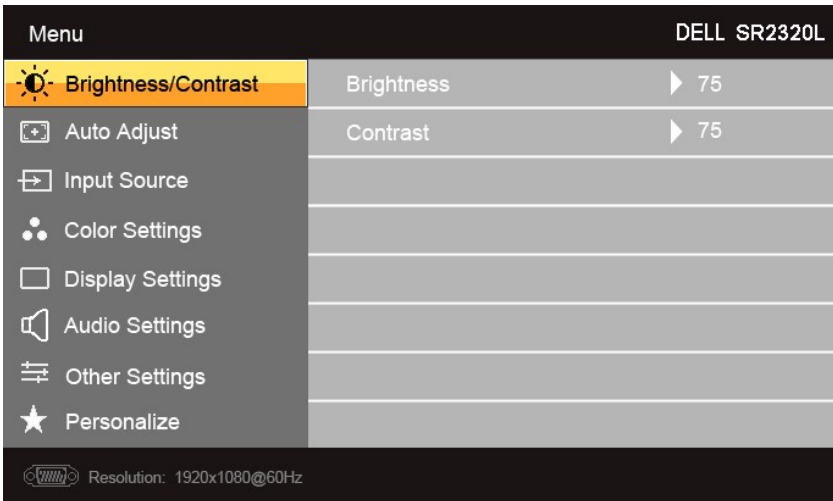 Menu DELL SR2320L
Brightness/Contrast Brightness 75
Auto Adjust Contrast 75
Input Source
Color Settings
Display Settings
Audio Settings
Other Settings
Personalize
Resolution: 1920x1080@60Hz